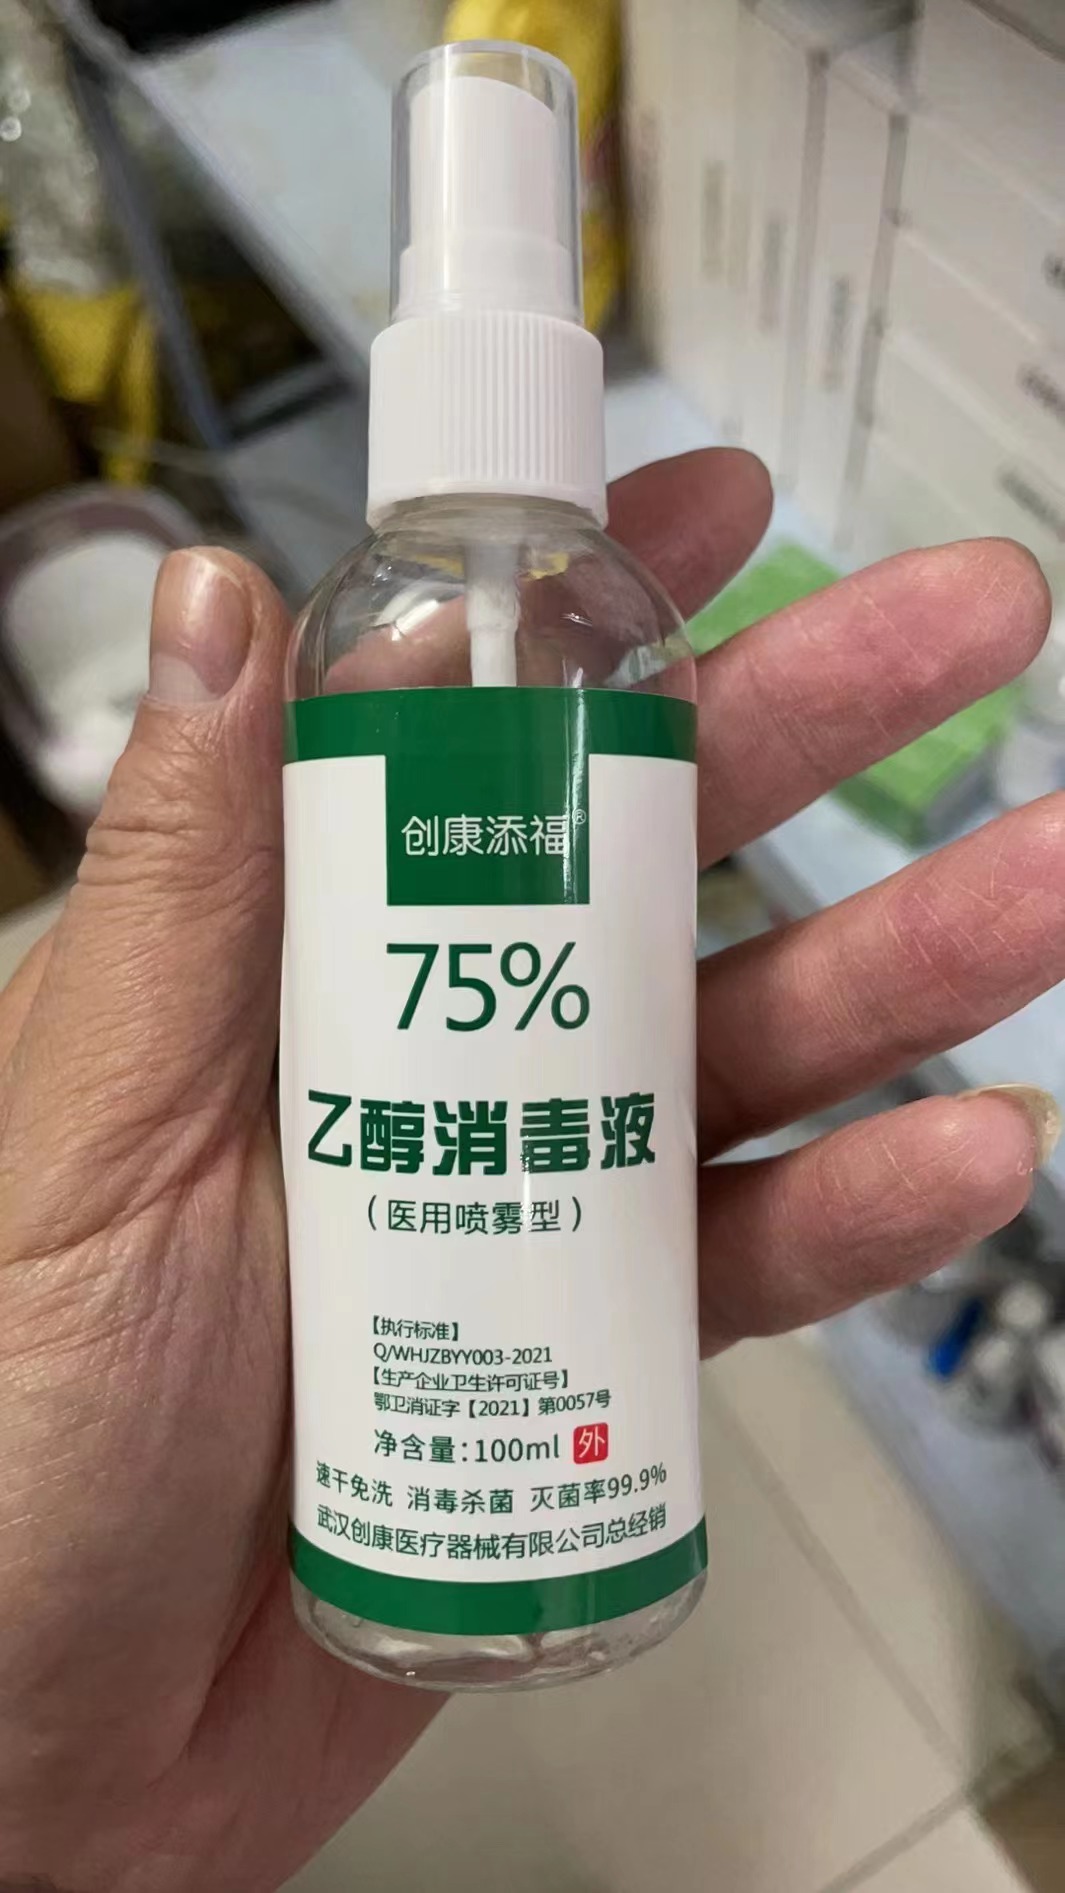 创康添福®
75%
乙醇消毒液
（医用喷雾型）
【执行标准】
Q/WHJZBYY003-2021
【生产企业卫生许可证号】
鄂卫消证字【2021】第0057号
净含量:100ml 外
速干免洗 消毒杀菌 灭菌率99.9%
武汉创康医疗器械有限公司总经销